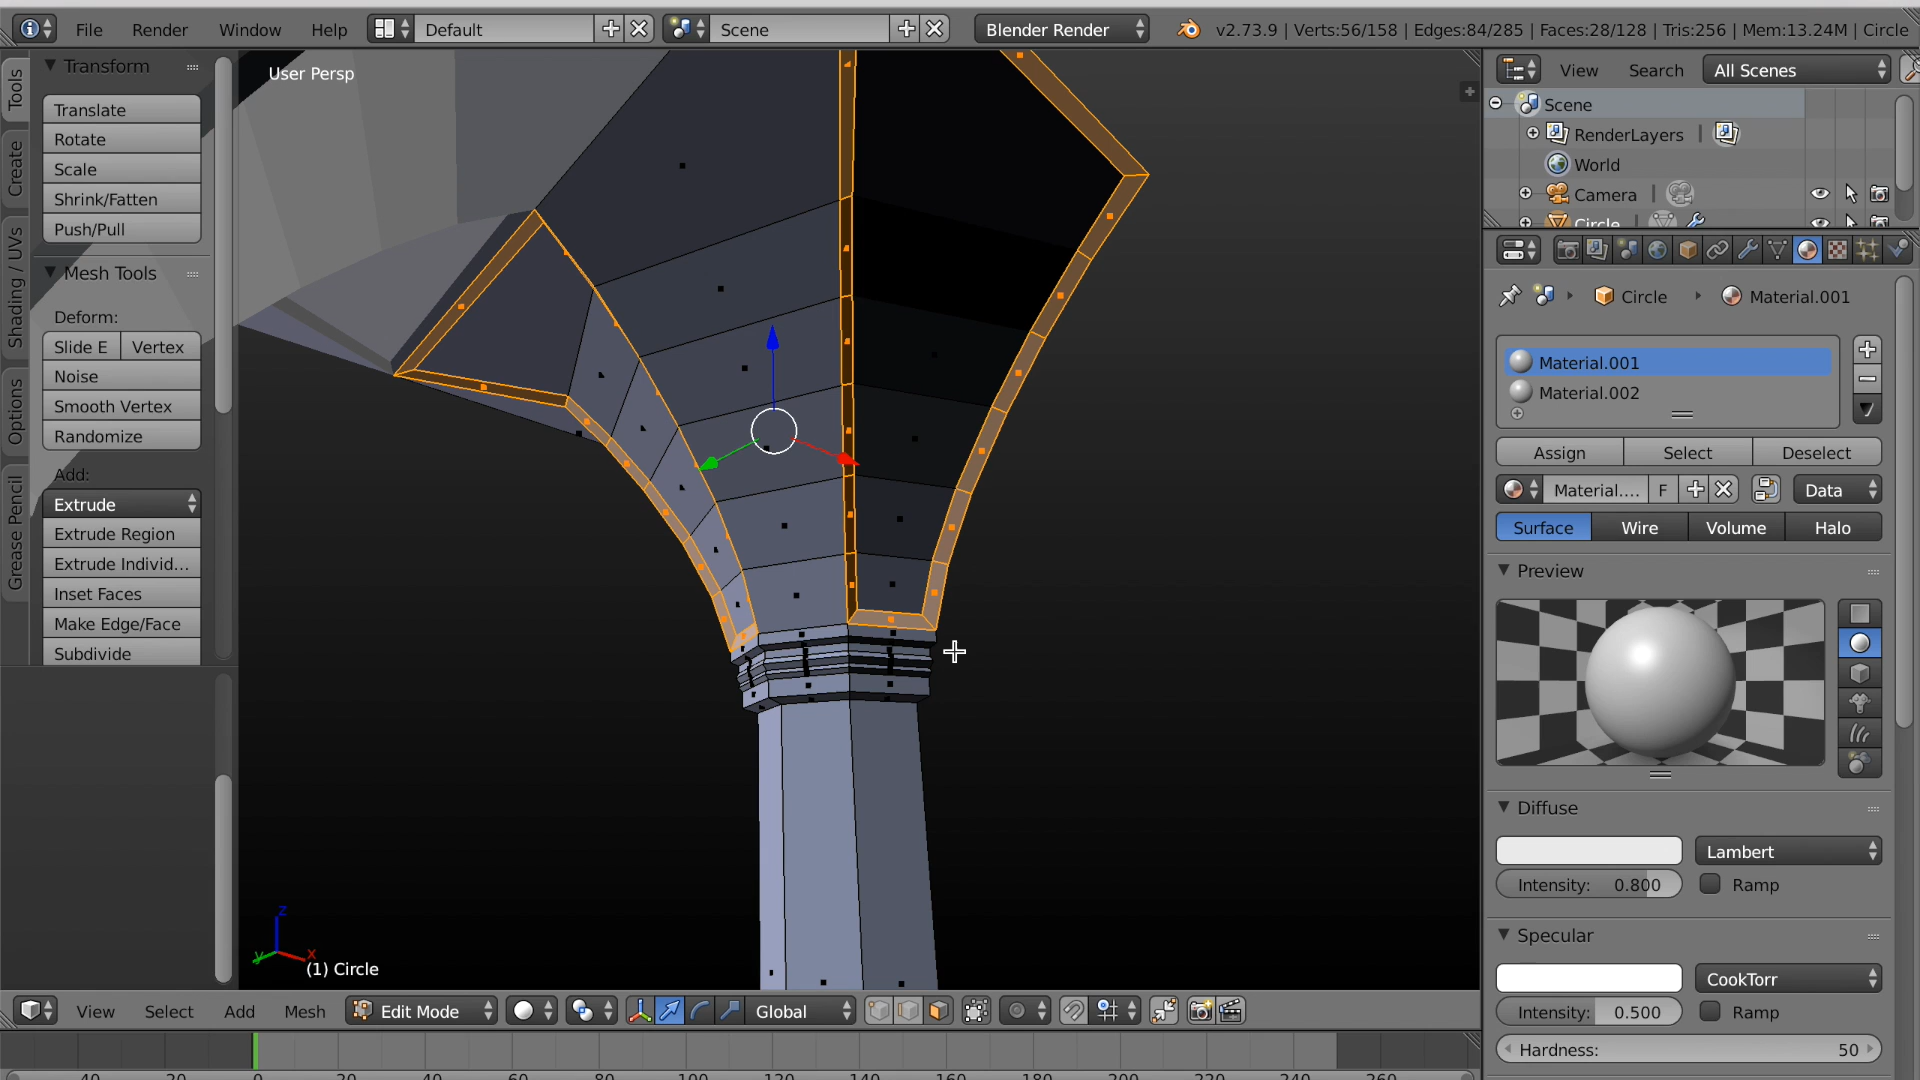 File Render Window Help Default Scene Blender Render v2.73.9 | Verts:56/158 | Edges:84/285 | Faces:28/128 | Tris:256 | Mem:13.24M | Circle
Tools
Create
Shading / UVs
Options
Grease Pencil
Transform
Translate
Rotate
Scale
Shrink/Fatten
Push/Pull
Mesh Tools
Deform:
Slide E Vertex
Noise
Smooth Vertex
Randomize
Add:
Extrude
Extrude Region
Extrude Individ...
Inset Faces
Make Edge/Face
Subdivide
User Persp
z
y x
(1) Circle
View Select Add Mesh Edit Mode Global
40 20 0 20 40 60 80 100 120 140 160 180 200 220 240 260
View Search All Scenes
Scene
RenderLayers |
World
Camera |
Circle |
Circle Material.001
Material.001
Material.002
Assign Select Deselect
Material.... F Data
Surface Wire Volume Halo
Preview
Diffuse
Lambert
Intensity: 0.800 Ramp
Specular
CookTorr
Intensity: 0.500 Ramp
Hardness: 50